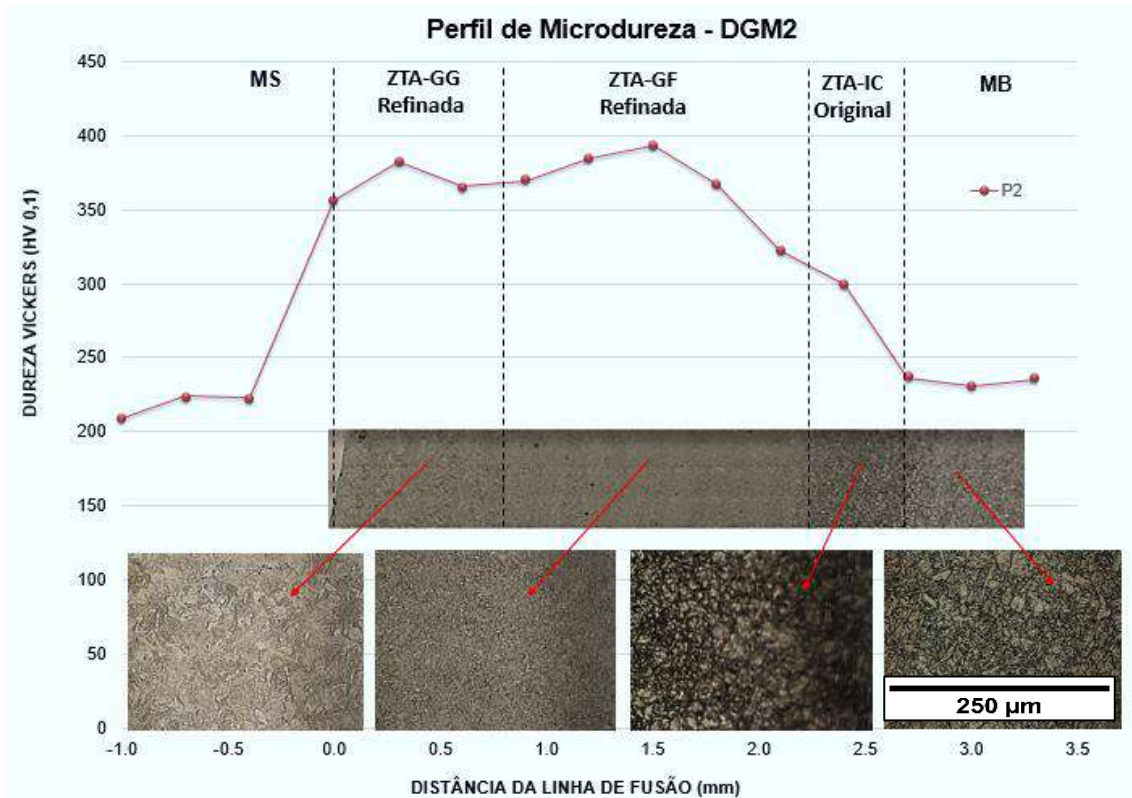 Perfil de Microdureza - DGM2
450
400
350
300
250
200
150
100
50
0
DUREZA VICKERS (HV 0,1)
MS
ZTA-GG
Refinada
ZTA-GF
Refinada
ZTA-IC
Original
MB
P2
250 µm
-1.0 -0.5 0.0 0.5 1.0 1.5 2.0 2.5 3.0 3.5
DISTÂNCIA DA LINHA DE FUSÃO (mm)